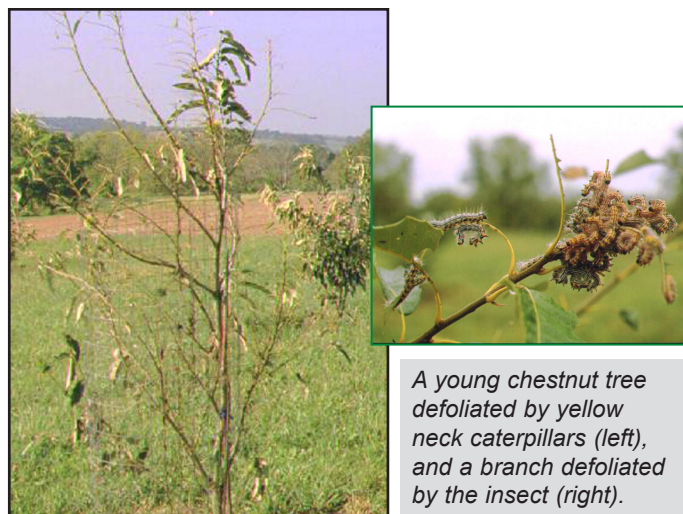 A young chestnut tree
defoliated by yellow
neck caterpillars (left),
and a branch defoliated
by the insect (right).